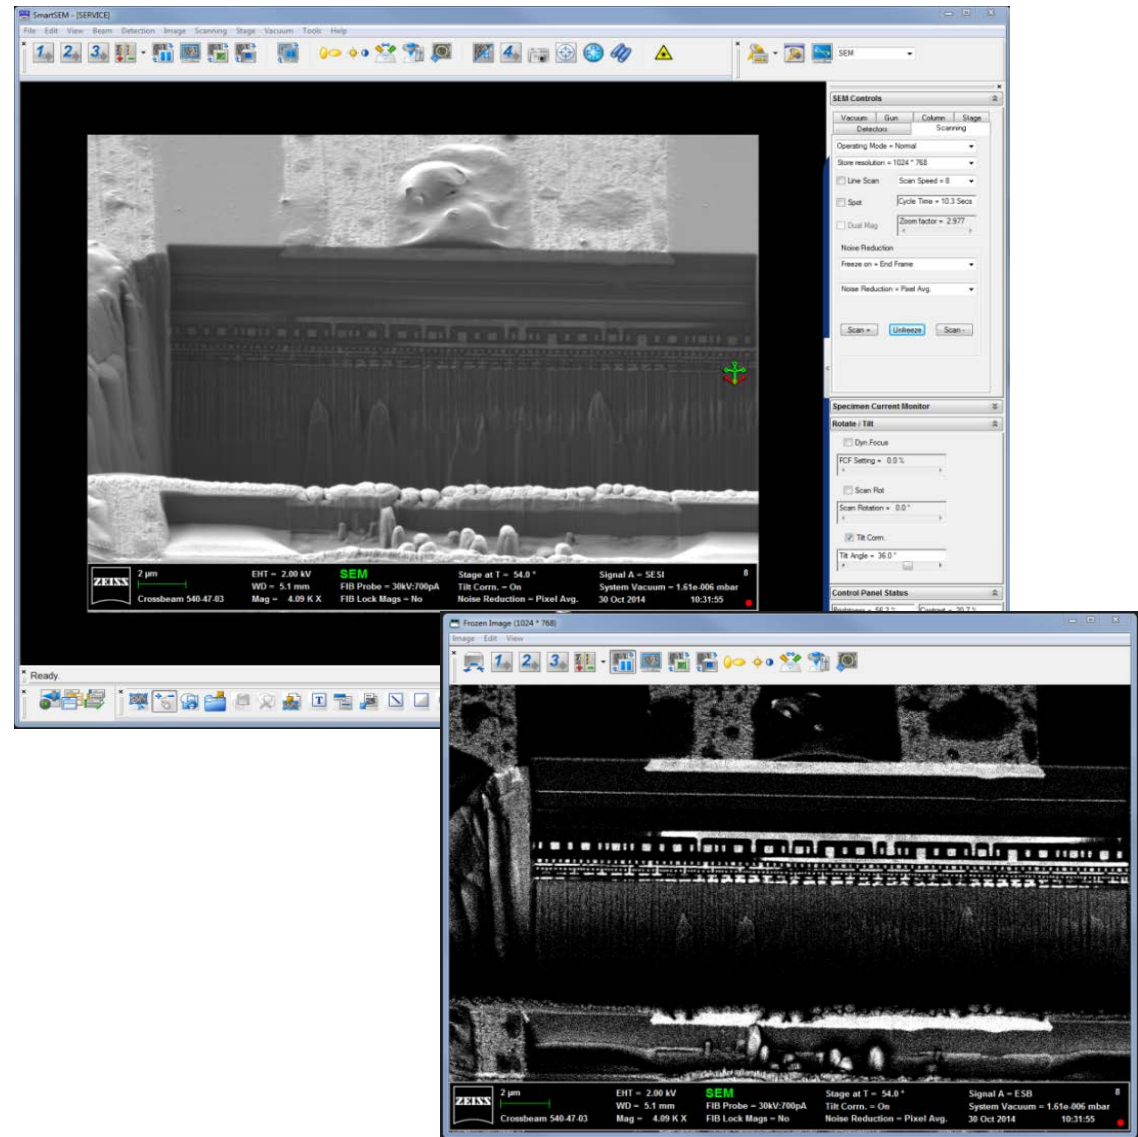 SmartSEM - [SERVICE]
File Edit View Beam Detection Image Scanning Stage Vacuum Tools Help
1. 2. 3. 4. SEM
SEM Controls
Vacuum Gun Column Stage
Detectors Scanning
Operating Mode = Normal
Store resolution = 1024 * 768
Line Scan Scan Speed = 8
Spot Cycle Time = 10.3 Secs
Dual Mag Zoom factor = 2.977
Noise Reduction
Freeze on = End Frame
Noise Reduction = Pixel Avg.
Scan + Unfreeze Scan -
Specimen Current Monitor
Rotate / Tilt
Dyn Focus
FCF Setting = 0.0 %
Scan Rot
Scan Rotation = 0.0 °
Tilt Corrn.
Tilt Angle = 36.0 °
Control Panel Status
ZEISS
2 µm
Crossbeam 540-47-03
EHT = 2.00 kV
WD = 5.1 mm
Mag = 4.09 K X
SEM
FIB Probe = 30kV:700pA
FIB Lock Mags = No
Stage at T = 54.0 °
Tilt Corrn. = On
Noise Reduction = Pixel Avg.
Signal A = SESI
System Vacuum = 1.61e-006 mbar
30 Oct 2014 10:31:55
8
Ready.
T
Frozen Image (1024 * 768)
Image Edit View
1. 2. 3.
ZEISS
2 µm
Crossbeam 540-47-03
EHT = 2.00 kV
WD = 5.1 mm
Mag = 4.09 K X
SEM
FIB Probe = 30kV:700pA
FIB Lock Mags = No
Stage at T = 54.0 °
Tilt Corrn. = On
Noise Reduction = Pixel Avg.
Signal A = ESB
System Vacuum = 1.61e-006 mbar
30 Oct 2014 10:31:55
8